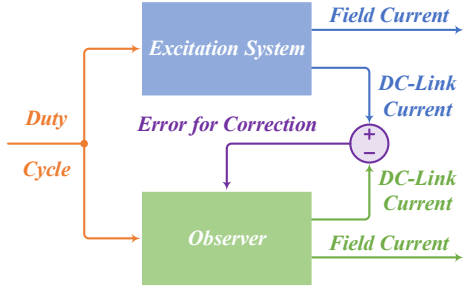 Field Current
Excitation System
DC-Link
Current
Duty
Error for Correction
+
−
Cycle
DC-Link
Current
Observer
Field Current